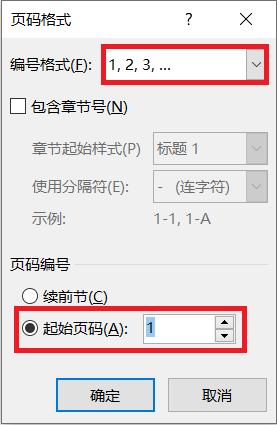 页码格式 ? ×
编号格式(F): 1, 2, 3, ...
包含章节号(N)
章节起始样式(P) 标题 1
使用分隔符(E): - (连字符)
示例: 1-1, 1-A
页码编号
续前节(C)
起始页码(A): 1
确定 取消